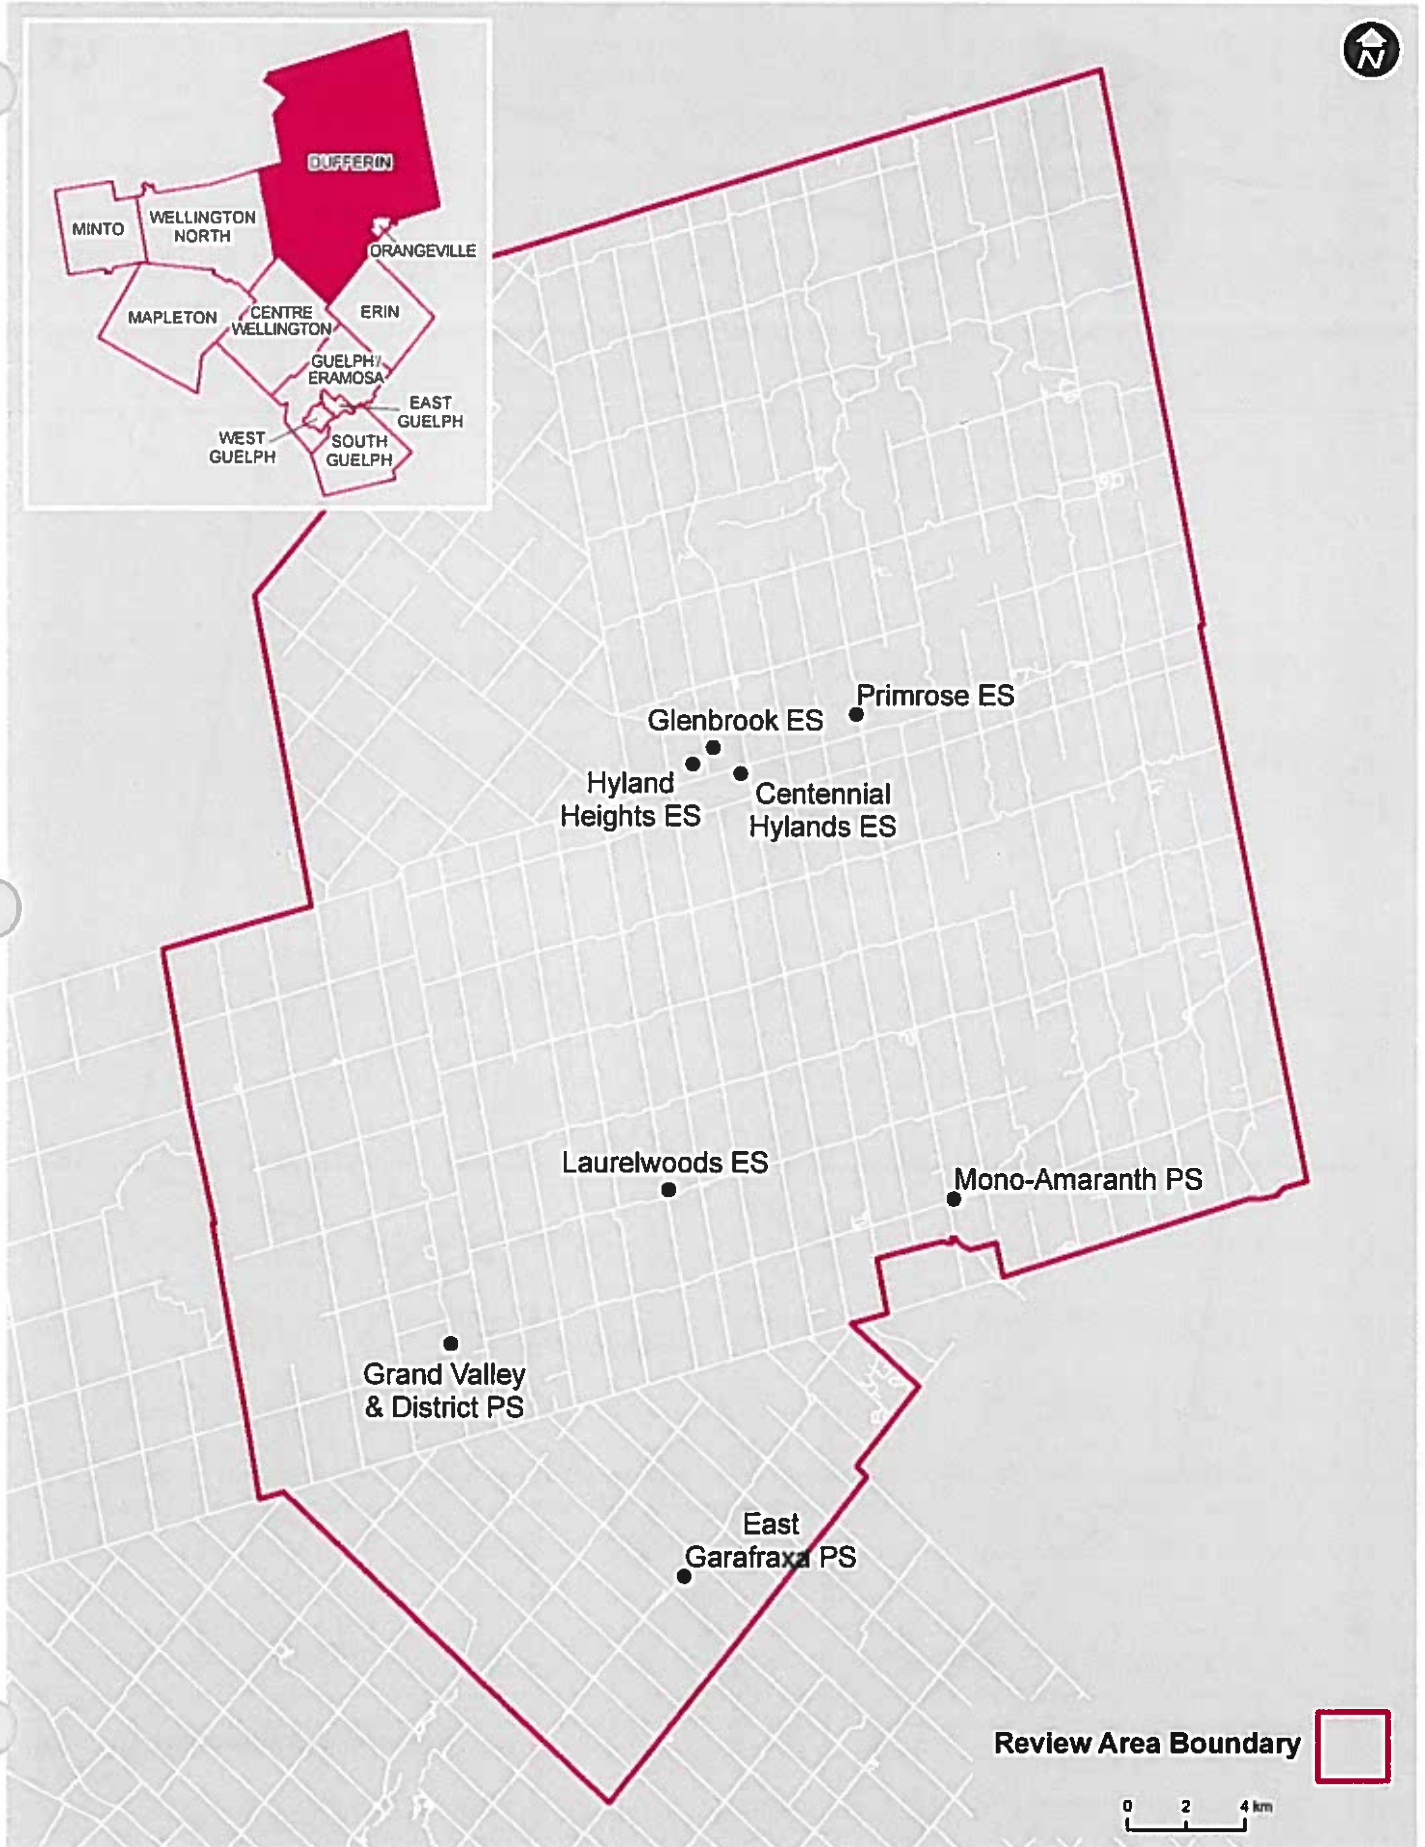 N
DUFFERIN
MINTO
WELLINGTON
NORTH
ORANGEVILLE
MAPLETON
CENTRE
WELLINGTON
ERIN
GUELPH/
ERAMOSA
EAST
GUELPH
WEST
GUELPH
SOUTH
GUELPH
Primrose ES
Glenbrook ES
Hyland
Heights ES
Centennial
Hylands ES
Laurelwoods ES
Mono-Amaranth PS
Grand Valley
& District PS
East
Garafraxa PS
Review Area Boundary
0 2 4 km